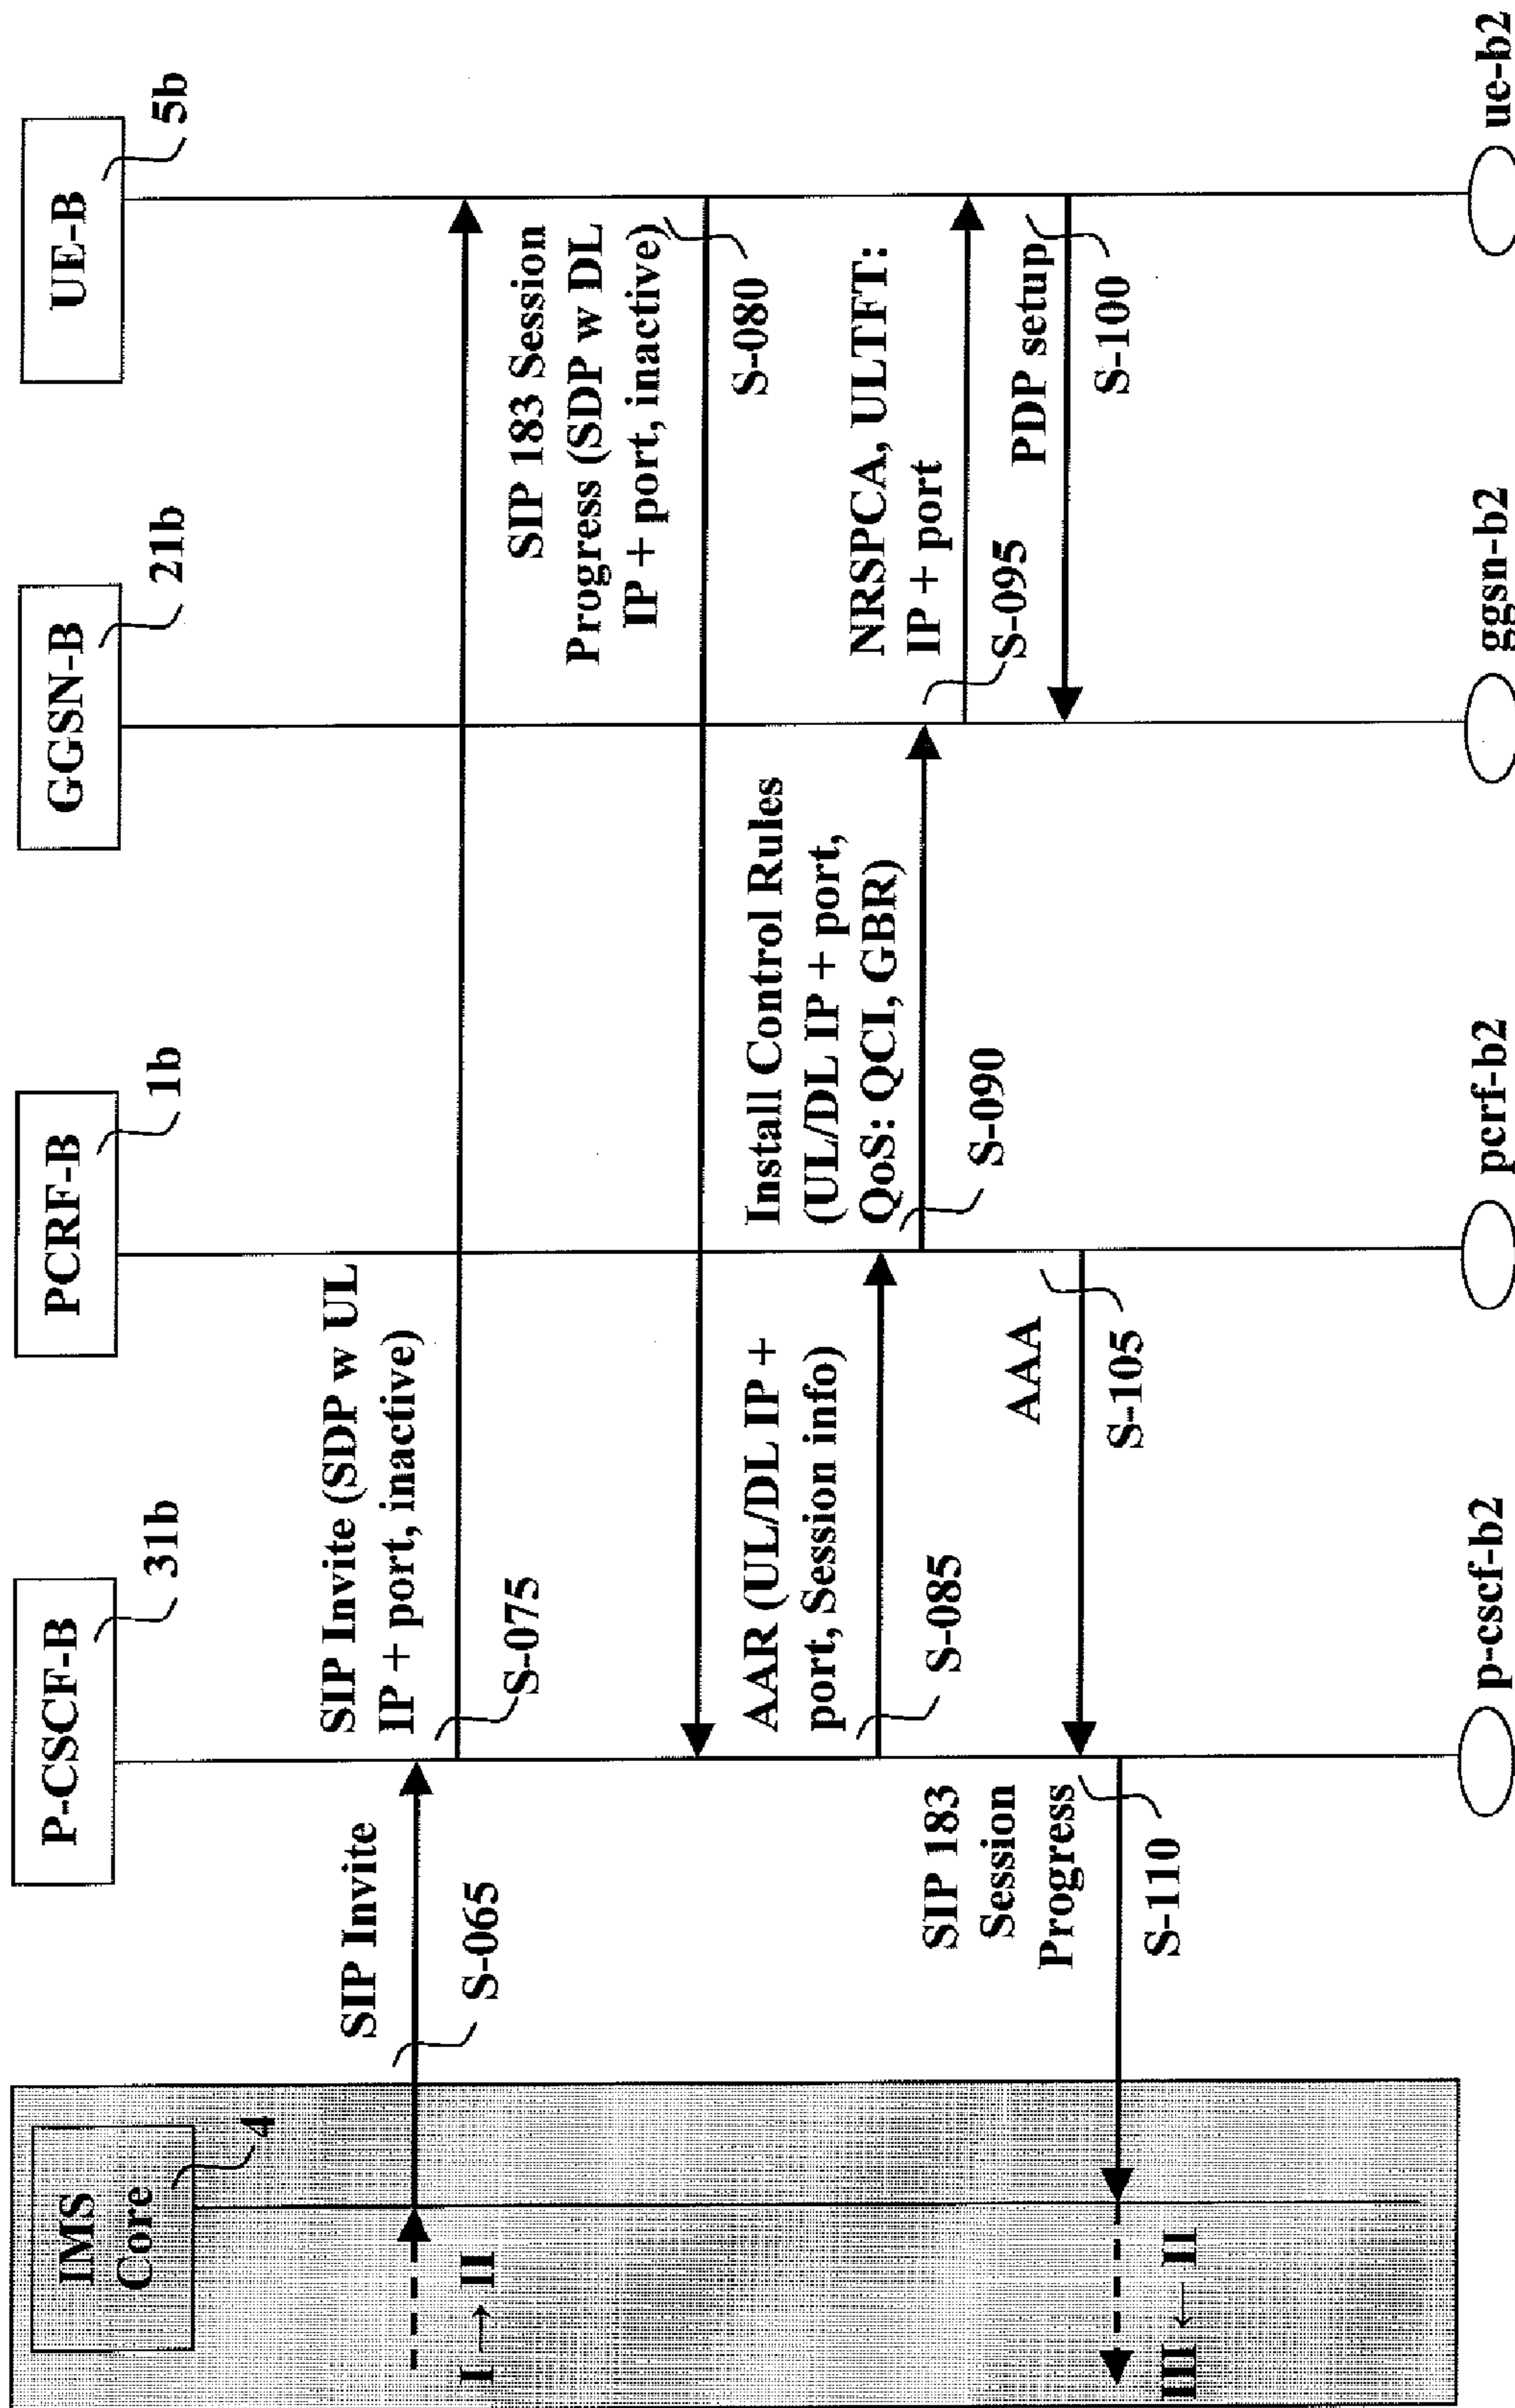 IMS
Core
4
P-CSCF-B
31b
PCRF-B
1b
GGSN-B
21b
UE-B
5b
I → II
SIP Invite
S-065
SIP Invite (SDP w UL
IP + port, inactive)
S-075
SIP 183 Session
Progress (SDP w DL
IP + port, inactive)
S-080
AAR (UL/DL IP +
port, Session info)
S-085
Install Control Rules
(UL/DL IP + port,
QoS: QCI, GBR)
S-090
NRSPCA, ULTFT:
IP + port
S-095
PDP setup
S-100
AAA
S-105
SIP 183
Session
Progress
S-110
III ← II
p-cscf-b2
pcrf-b2
ggsn-b2
ue-b2